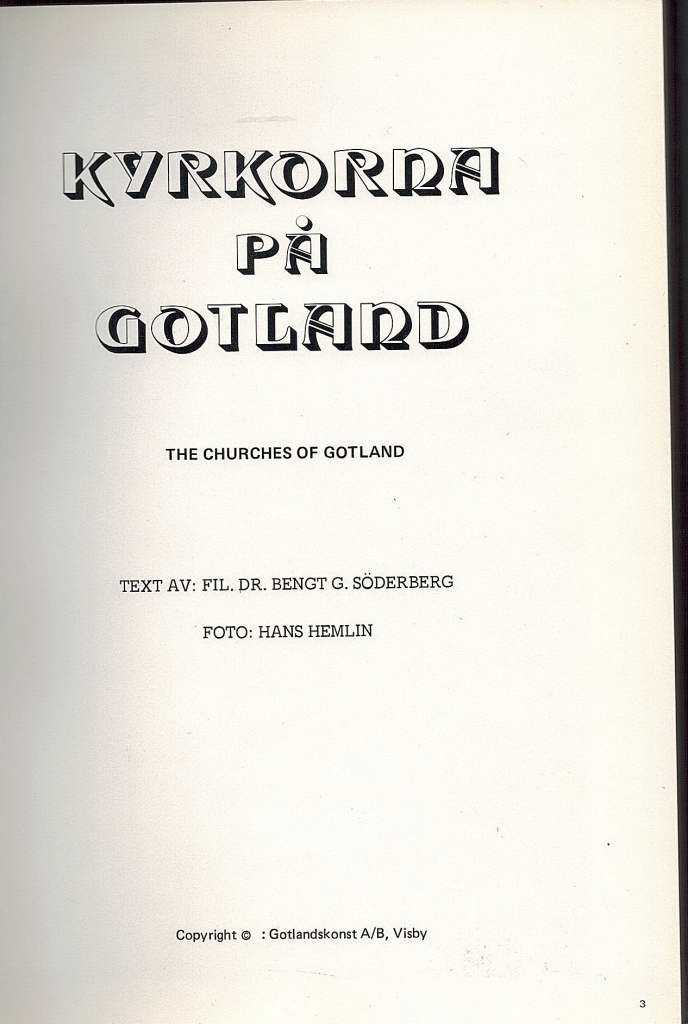 KYRKORNA
PÅ
GOTLAND
THE CHURCHES OF GOTLAND
TEXT AV: FIL. DR. BENGT G. SÖDERBERG
FOTO: HANS HEMLIN
Copyright © : Gotlandskonst A/B, Visby
3